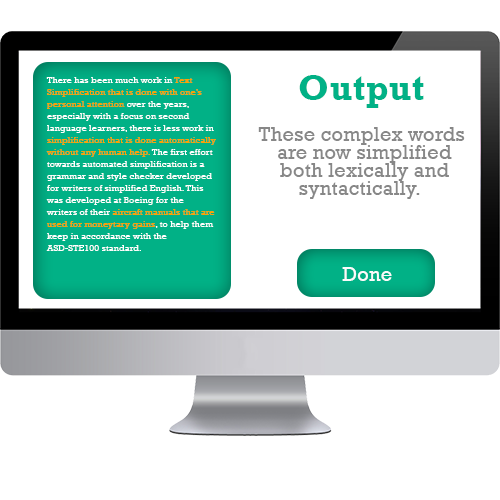 There has been much work in Text
Simplification that is done with one's
personal attention over the years,
especially with a focus on second
language learners, there is less work in
simplification that is done automatically
without any human help. The first effort
towards automated simplification is a
grammar and style checker developed
for writers of simplified English. This
was developed at Boeing for the
writers of their aircraft manuals that are
used for moneytary gains, to help them
keep in accordance with the
ASD-STE100 standard.
Output
These complex words
are now simplified
both lexically and
syntactically.
Done